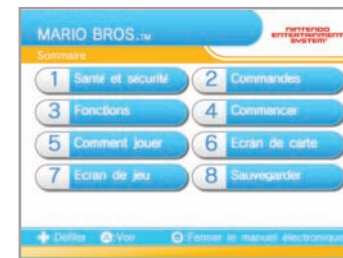 MARIO BROS.™
NINTENDO
ENTERTAINMENT
SYSTEM™
Sommaire
1 Santé et sécurité
2 Commandes
3 Fonctions
4 Commencer
5 Comment jouer
6 Ecran de carte
7 Ecran de jeu
8 Sauvegarder
Défiler A:Voir :Fermer le manuel électronique